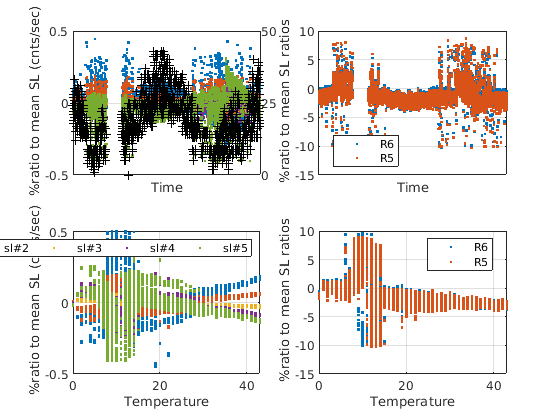 %ratio to mean SL (cnts/sec)
0.5
0
-0.5
50
25
0
Time
%ratio to mean SL ratios
10
5
0
-5
-10
-15
R6
R5
Time
%ratio to mean SL (cnts/sec)
0.5
0
-0.5
sl#2 sl#3 sl#4 sl#5
0 20 40
Temperature
%ratio to mean SL ratios
10
5
0
-5
-10
-15
R6
R5
0 20 40
Temperature